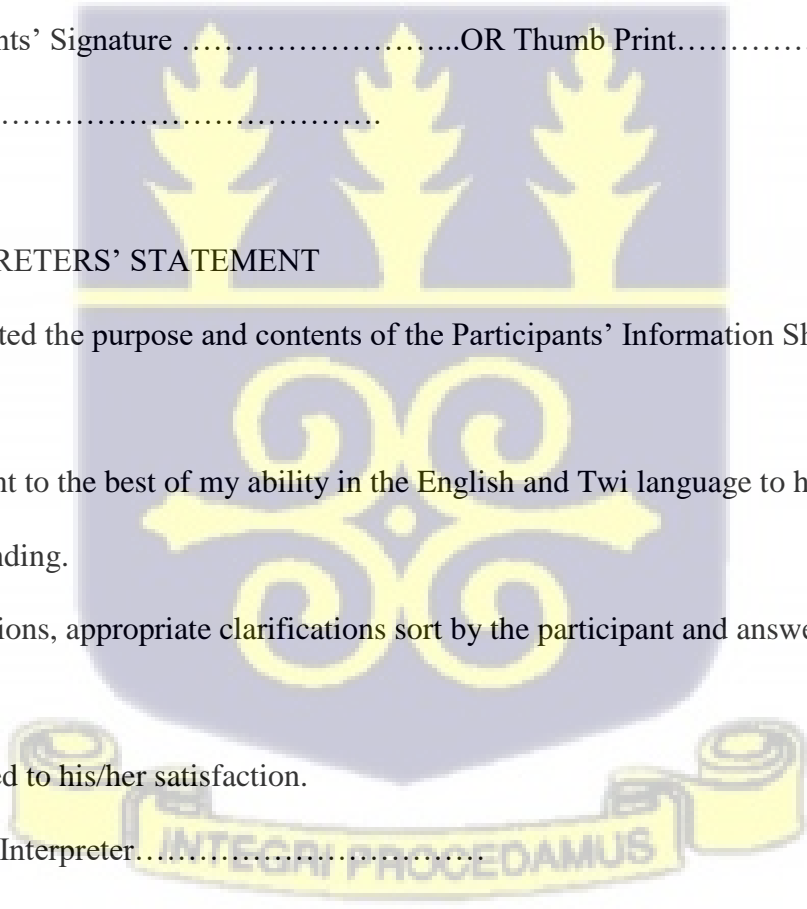 nts’ Signature ……………………...OR Thumb Print……………
……………………………….
RETERS’ STATEMENT
ted the purpose and contents of the Participants’ Information Sh
nt to the best of my ability in the English and Twi language to h
nding.
ions, appropriate clarifications sort by the participant and answe
ed to his/her satisfaction.
Interpreter……………………………
INTEGRI PROCEDAMUS